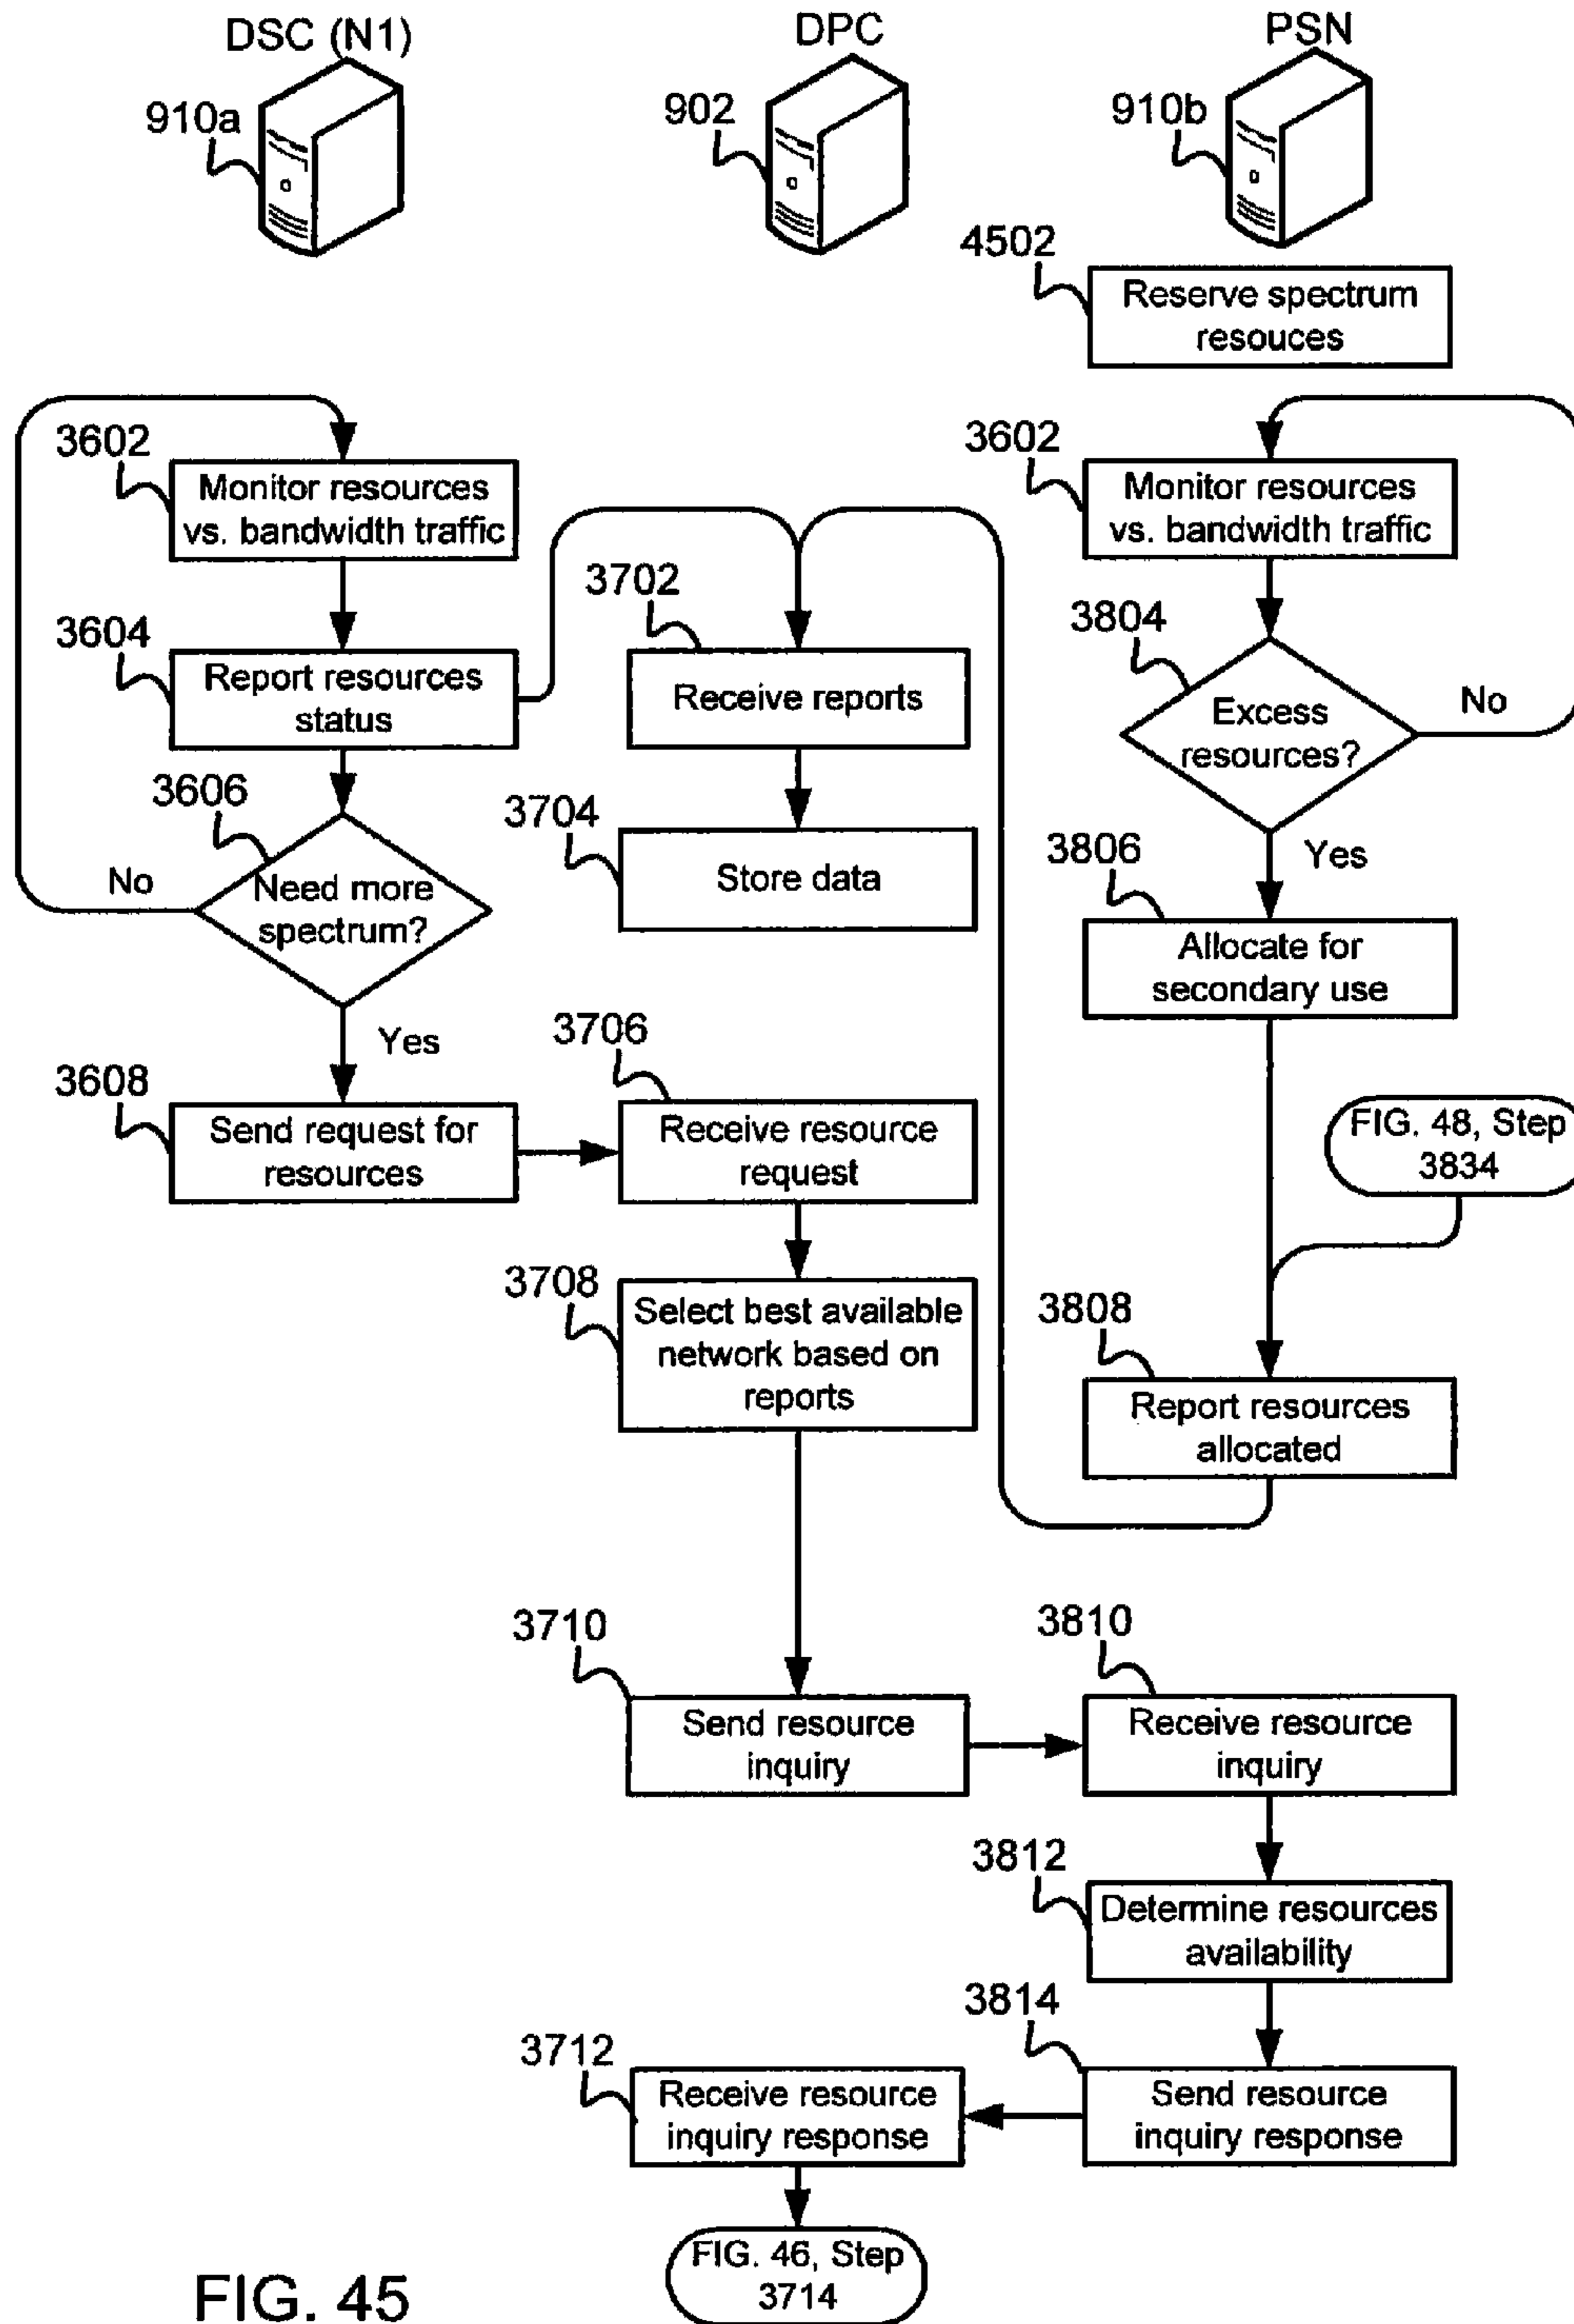 DSC (N1)
DPC
PSN
910a
902
910b
4502
Reserve spectrum
resouces
3602
Monitor resources
vs. bandwidth traffic
3602
Monitor resources
vs. bandwidth traffic
3604
Report resources
status
3702
Receive reports
3804
Excess
resources?
No
3606
Need more
spectrum?
No
3704
Store data
Yes
3806
Allocate for
secondary use
Yes
3608
Send request for
resources
3706
Receive resource
request
FIG. 48, Step
3834
3708
Select best available
network based on
reports
3808
Report resources
allocated
3710
Send resource
inquiry
3810
Receive resource
inquiry
3812
Determine resources
availability
3814
Send resource
inquiry response
3712
Receive resource
inquiry response
FIG. 46, Step
3714
FIG. 45